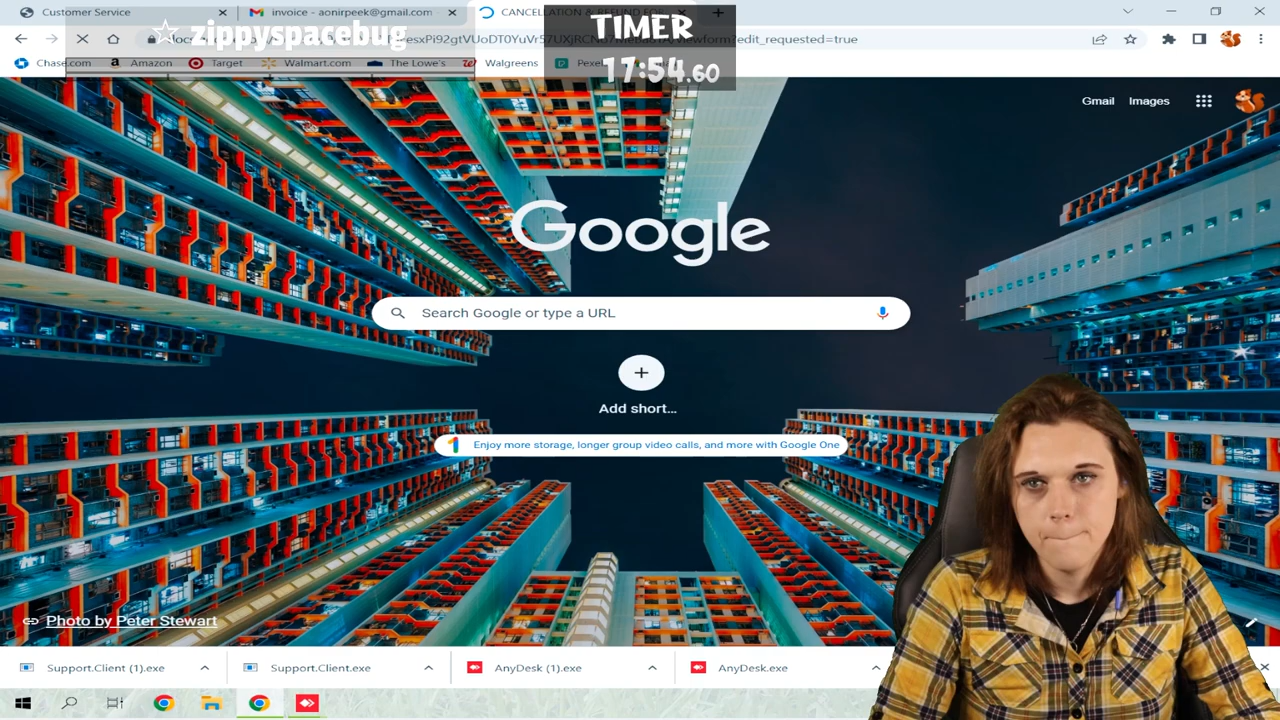 Customer Service
invoice - aonirpeek@gmail.com
CANCELLATION & REFUND FOR
TIMER
17:54.60
zippyspacebug
edit_requested=true
Chase.com
Amazon
Target
Walmart.com
The Lowe's
Walgreens
Pexel
Gmail
Images
Google
Search Google or type a URL
Add short...
Enjoy more storage, longer group video calls, and more with Google One
Photo by Peter Stewart
Support.Client (1).exe
Support.Client.exe
AnyDesk (1).exe
AnyDesk.exe